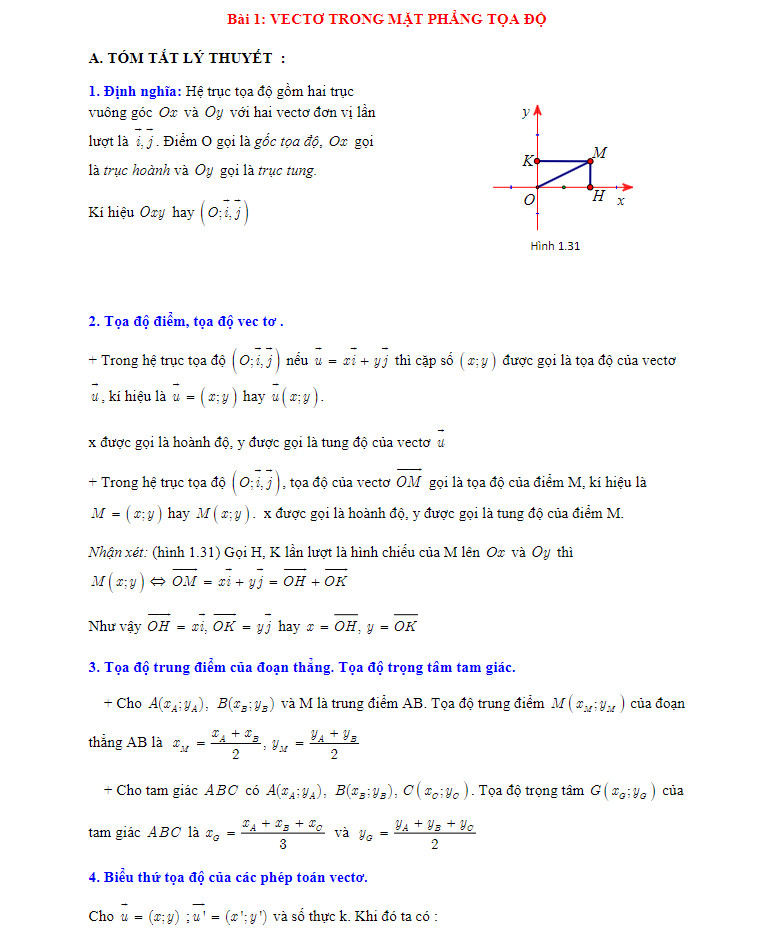 Bài 1: VECTƠ TRONG MẶT PHẲNG TỌA ĐỘ
A. TÓM TẮT LÝ THUYẾT :
1. Định nghĩa: Hệ trục tọa độ gồm hai trục
vuông góc Ox và Oy với hai vectơ đơn vị lần
lượt là \vec{i}, \vec{j}. Điểm O gọi là gốc tọa độ, Ox gọi
là trục hoành và Oy gọi là trục tung.
Kí hiệu Oxy hay (O; \vec{i}, \vec{j})
y
K
M
O
H
x
Hình 1.31
2. Tọa độ điểm, tọa độ vec tơ .
+ Trong hệ trục tọa độ (O; \vec{i}, \vec{j}) nếu \vec{u} = x\vec{i} + y\vec{j} thì cặp số (x; y) được gọi là tọa độ của vectơ
\vec{u}, kí hiệu là \vec{u} = (x; y) hay \vec{u}(x; y).
x được gọi là hoành độ, y được gọi là tung độ của vectơ \vec{u}
+ Trong hệ trục tọa độ (O; \vec{i}, \vec{j}), tọa độ của vectơ \overrightarrow{OM} gọi là tọa độ của điểm M, kí hiệu là
M = (x; y) hay M(x; y). x được gọi là hoành độ, y được gọi là tung độ của điểm M.
Nhận xét: (hình 1.31) Gọi H, K lần lượt là hình chiếu của M lên Ox và Oy thì
M(x; y) ⇔ \overrightarrow{OM} = x\vec{i} + y\vec{j} = \overrightarrow{OH} + \overrightarrow{OK}
Như vậy \overrightarrow{OH} = x\vec{i}, \overrightarrow{OK} = y\vec{j} hay x = \overline{OH}, y = \overline{OK}
3. Tọa độ trung điểm của đoạn thẳng. Tọa độ trọng tâm tam giác.
+ Cho A(x_A; y_A), B(x_B; y_B) và M là trung điểm AB. Tọa độ trung điểm M(x_M; y_M) của đoạn
thẳng AB là x_M = \frac{x_A + x_B}{2}, y_M = \frac{y_A + y_B}{2}
+ Cho tam giác ABC có A(x_A; y_A), B(x_B; y_B), C(x_C; y_C). Tọa độ trọng tâm G(x_G; y_G) của
tam giác ABC là x_G = \frac{x_A + x_B + x_C}{3} và y_G = \frac{y_A + y_B + y_C}{2}
4. Biểu thứ tọa độ của các phép toán vectơ.
Cho \vec{u} = (x; y) ; \vec{u'} = (x'; y') và số thực k. Khi đó ta có :